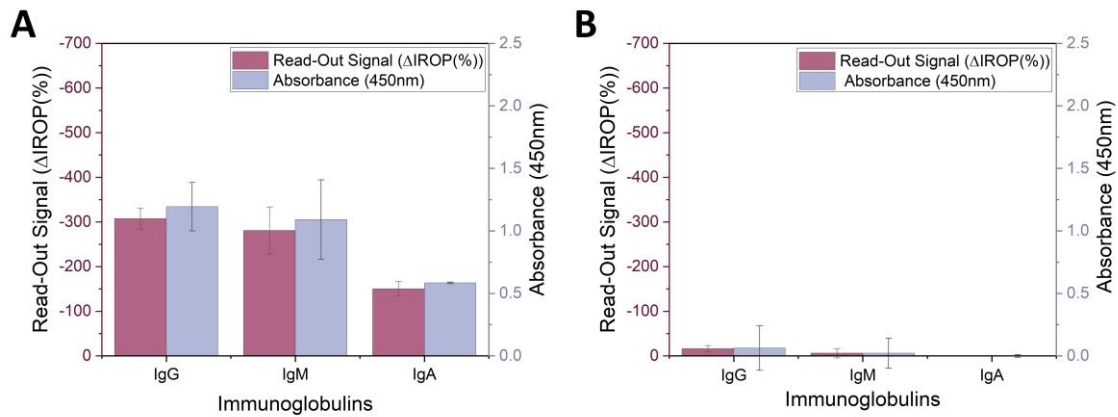 A
Read-Out Signal (ΔIROP(%))
-700
-600
-500
-400
-300
-200
-100
0
Read-Out Signal (ΔIROP(%))
Absorbance (450nm)
2.5
2.0
1.5
1.0
0.5
0.0
Absorbance (450nm)
IgG IgM IgA
Immunoglobulins
B
Read-Out Signal (ΔIROP(%))
-700
-600
-500
-400
-300
-200
-100
0
Read-Out Signal (ΔIROP(%))
Absorbance (450nm)
2.5
2.0
1.5
1.0
0.5
0.0
Absorbance (450nm)
IgG IgM IgA
Immunoglobulins